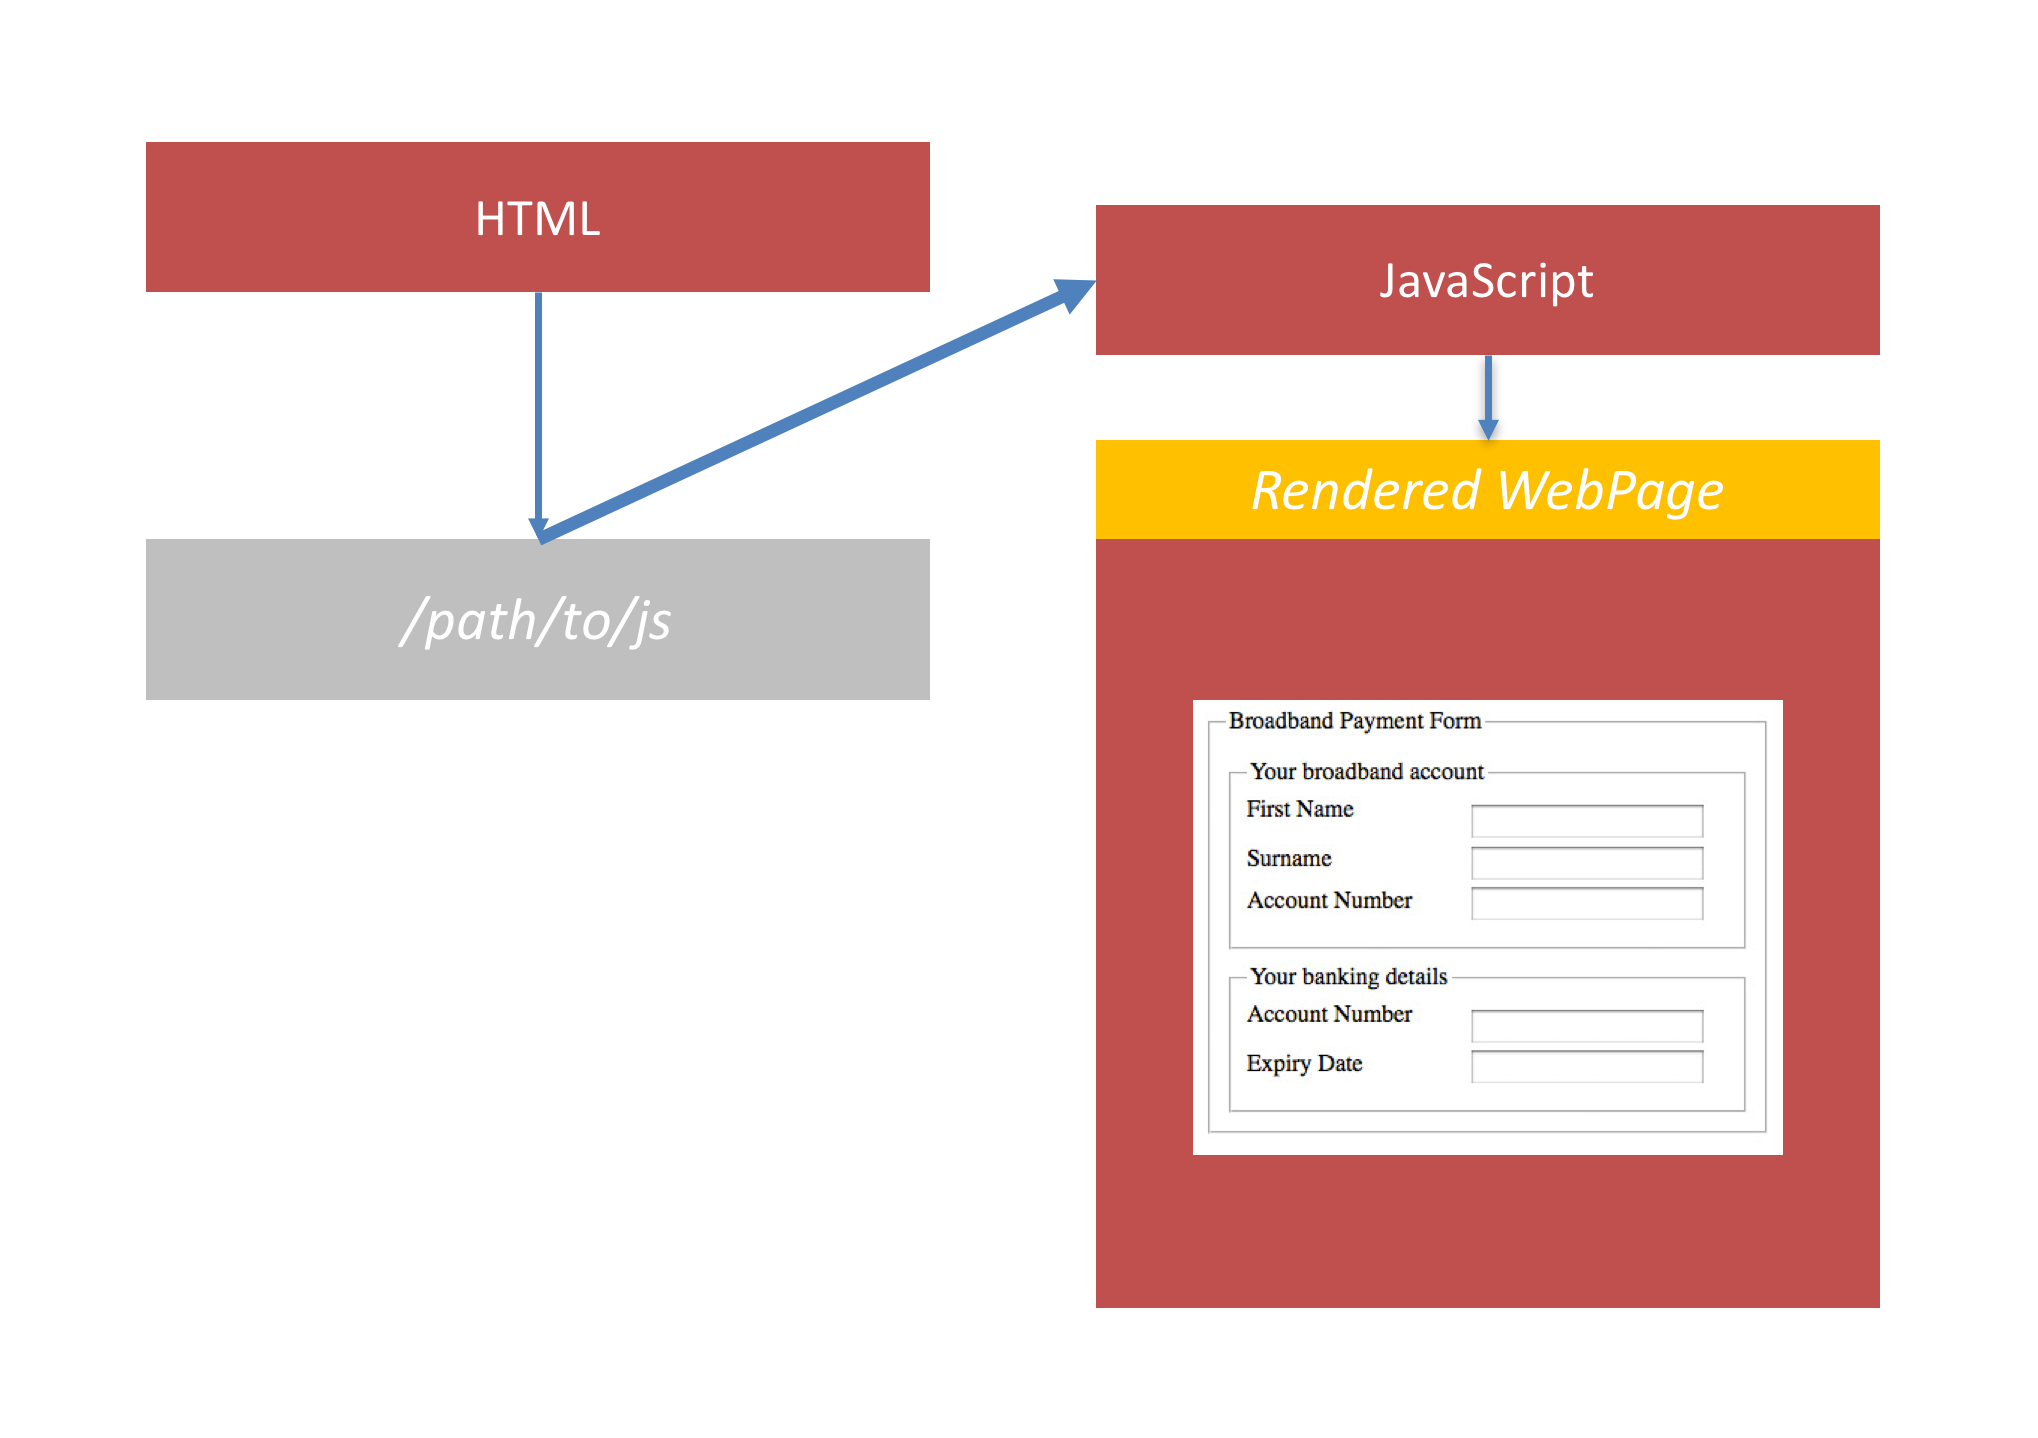 HTML
/path/to/js
JavaScript
Rendered WebPage
Broadband Payment Form
Your broadband account
First Name
Surname
Account Number
Your banking details
Account Number
Expiry Date